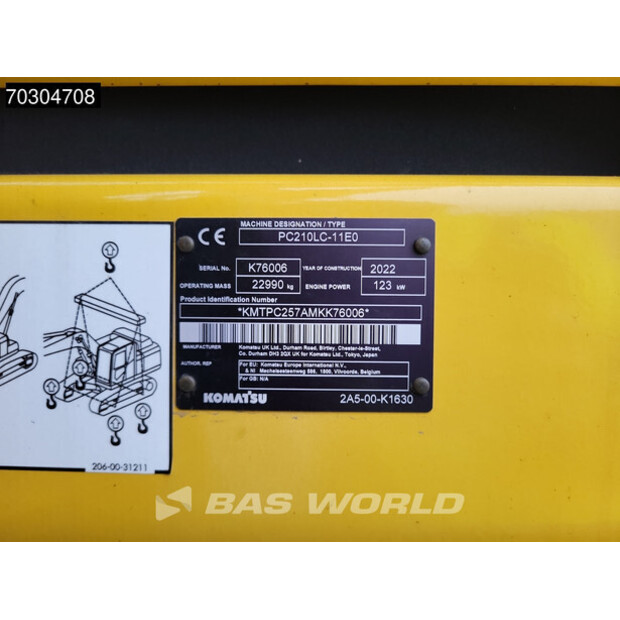 70304708
CE
MACHINE DESIGNATION / TYPE
PC210LC-11E0
SERIAL No. K76006 YEAR OF CONSTRUCTION 2022
OPERATING MASS 22990 kg ENGINE POWER 123 kW
Product Identification Number
*KMTPC257AMKK76006*
MANUFACTURER Komatsu UK Ltd., Durham Road, Birtley, Chester-le-Street,
Co. Durham DH3 2QX UK for Komatsu Ltd., Tokyo, Japan
AUTHOR. REP For EU: Komatsu Europe International N.V.
& NI Mechelsesteenweg 586, 1800, Vilvoorde, Belgium
For GB: N/A
KOMATSU 2A5-00-K1630
206-00-31211
BAS WORLD